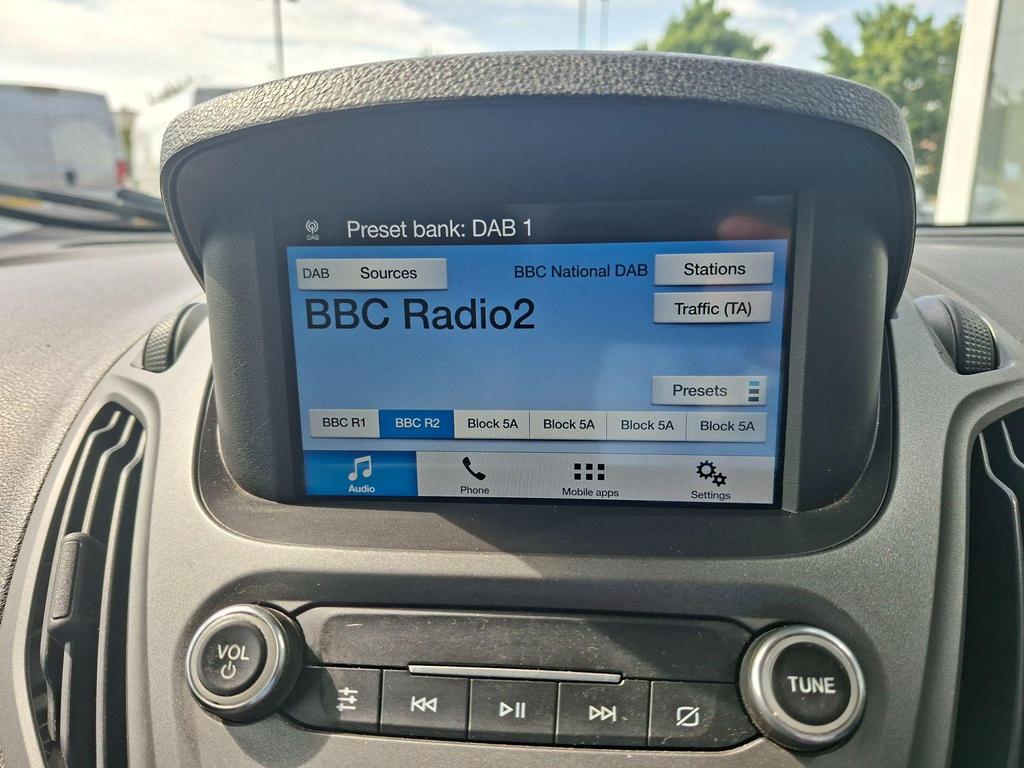 DAB
Preset bank: DAB 1
DAB Sources
BBC National DAB
Stations
BBC Radio2
Traffic (TA)
Presets
BBC R1
BBC R2
Block 5A
Block 5A
Block 5A
Block 5A
Audio
Phone
Mobile apps
Settings
VOL
TUNE